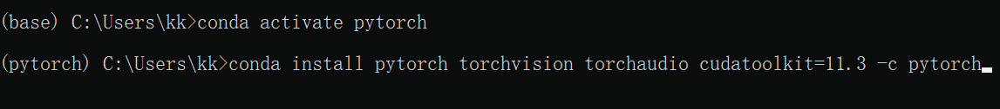 (base) C:\Users\kk>conda activate pytorch
(pytorch) C:\Users\kk>conda install pytorch torchvision torchaudio cudatoolkit=11.3 -c pytorch